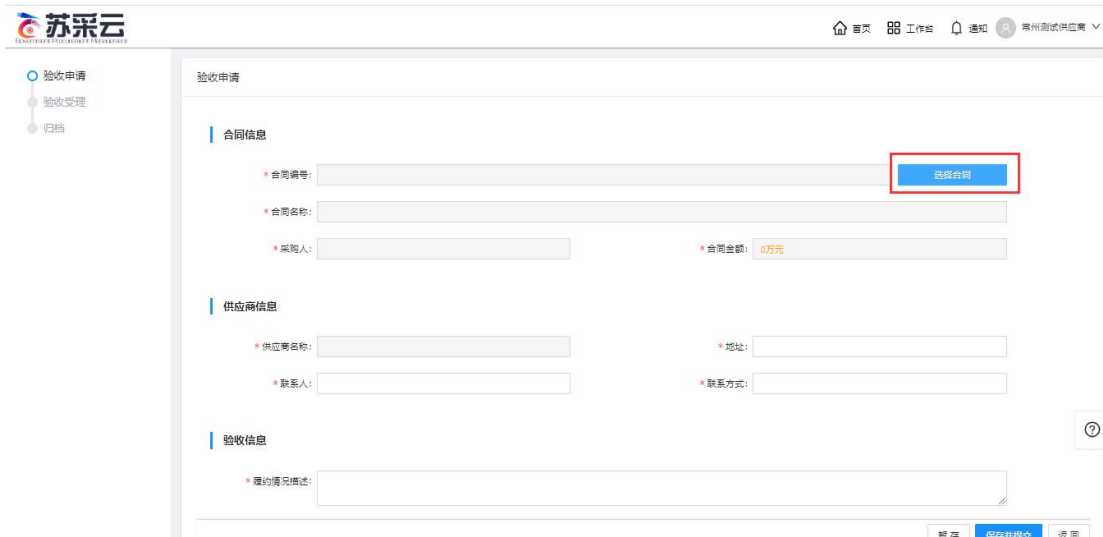 苏采云
Government Procurement Management
首页 工作台 通知 常州测试供应商
验收申请
验收受理
归档
验收申请
合同信息
*合同编号: 选择合同
*合同名称:
*采购人: *合同金额: 0万元
供应商信息
*供应商名称: *地址:
*联系人: *联系方式:
验收信息
*履约情况描述:
暂存 保存并提交 返回